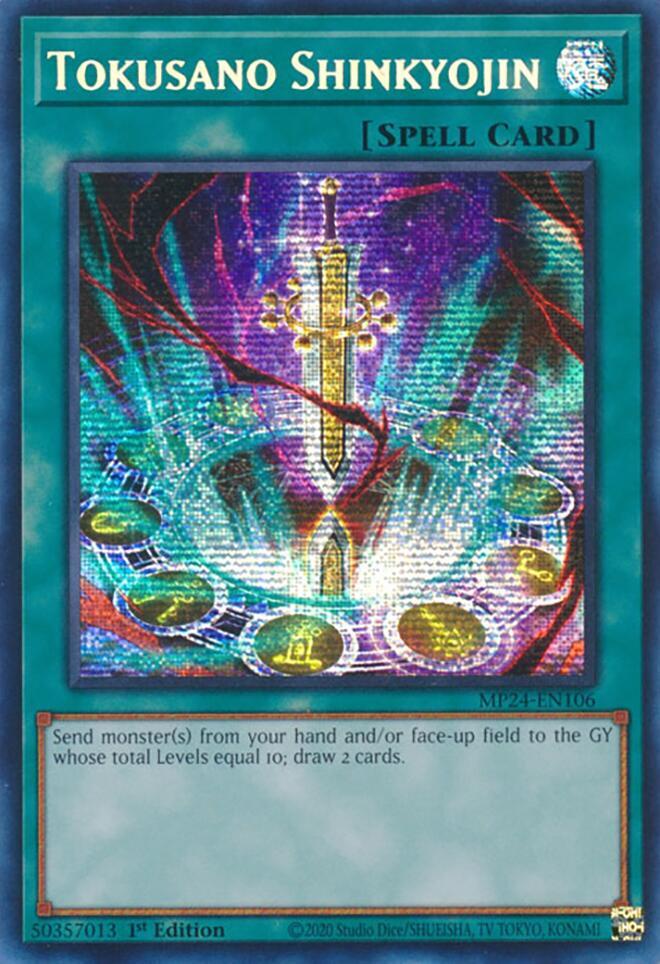 TOKUSANO SHINKYOJIN
[SPELL CARD]
MP24-EN106
Send monster(s) from your hand and/or face-up field to the GY
whose total Levels equal 10; draw 2 cards.
50357013 1st Edition ©2020 Studio Dice/SHUEISHA, TV TOKYO, KONAMI